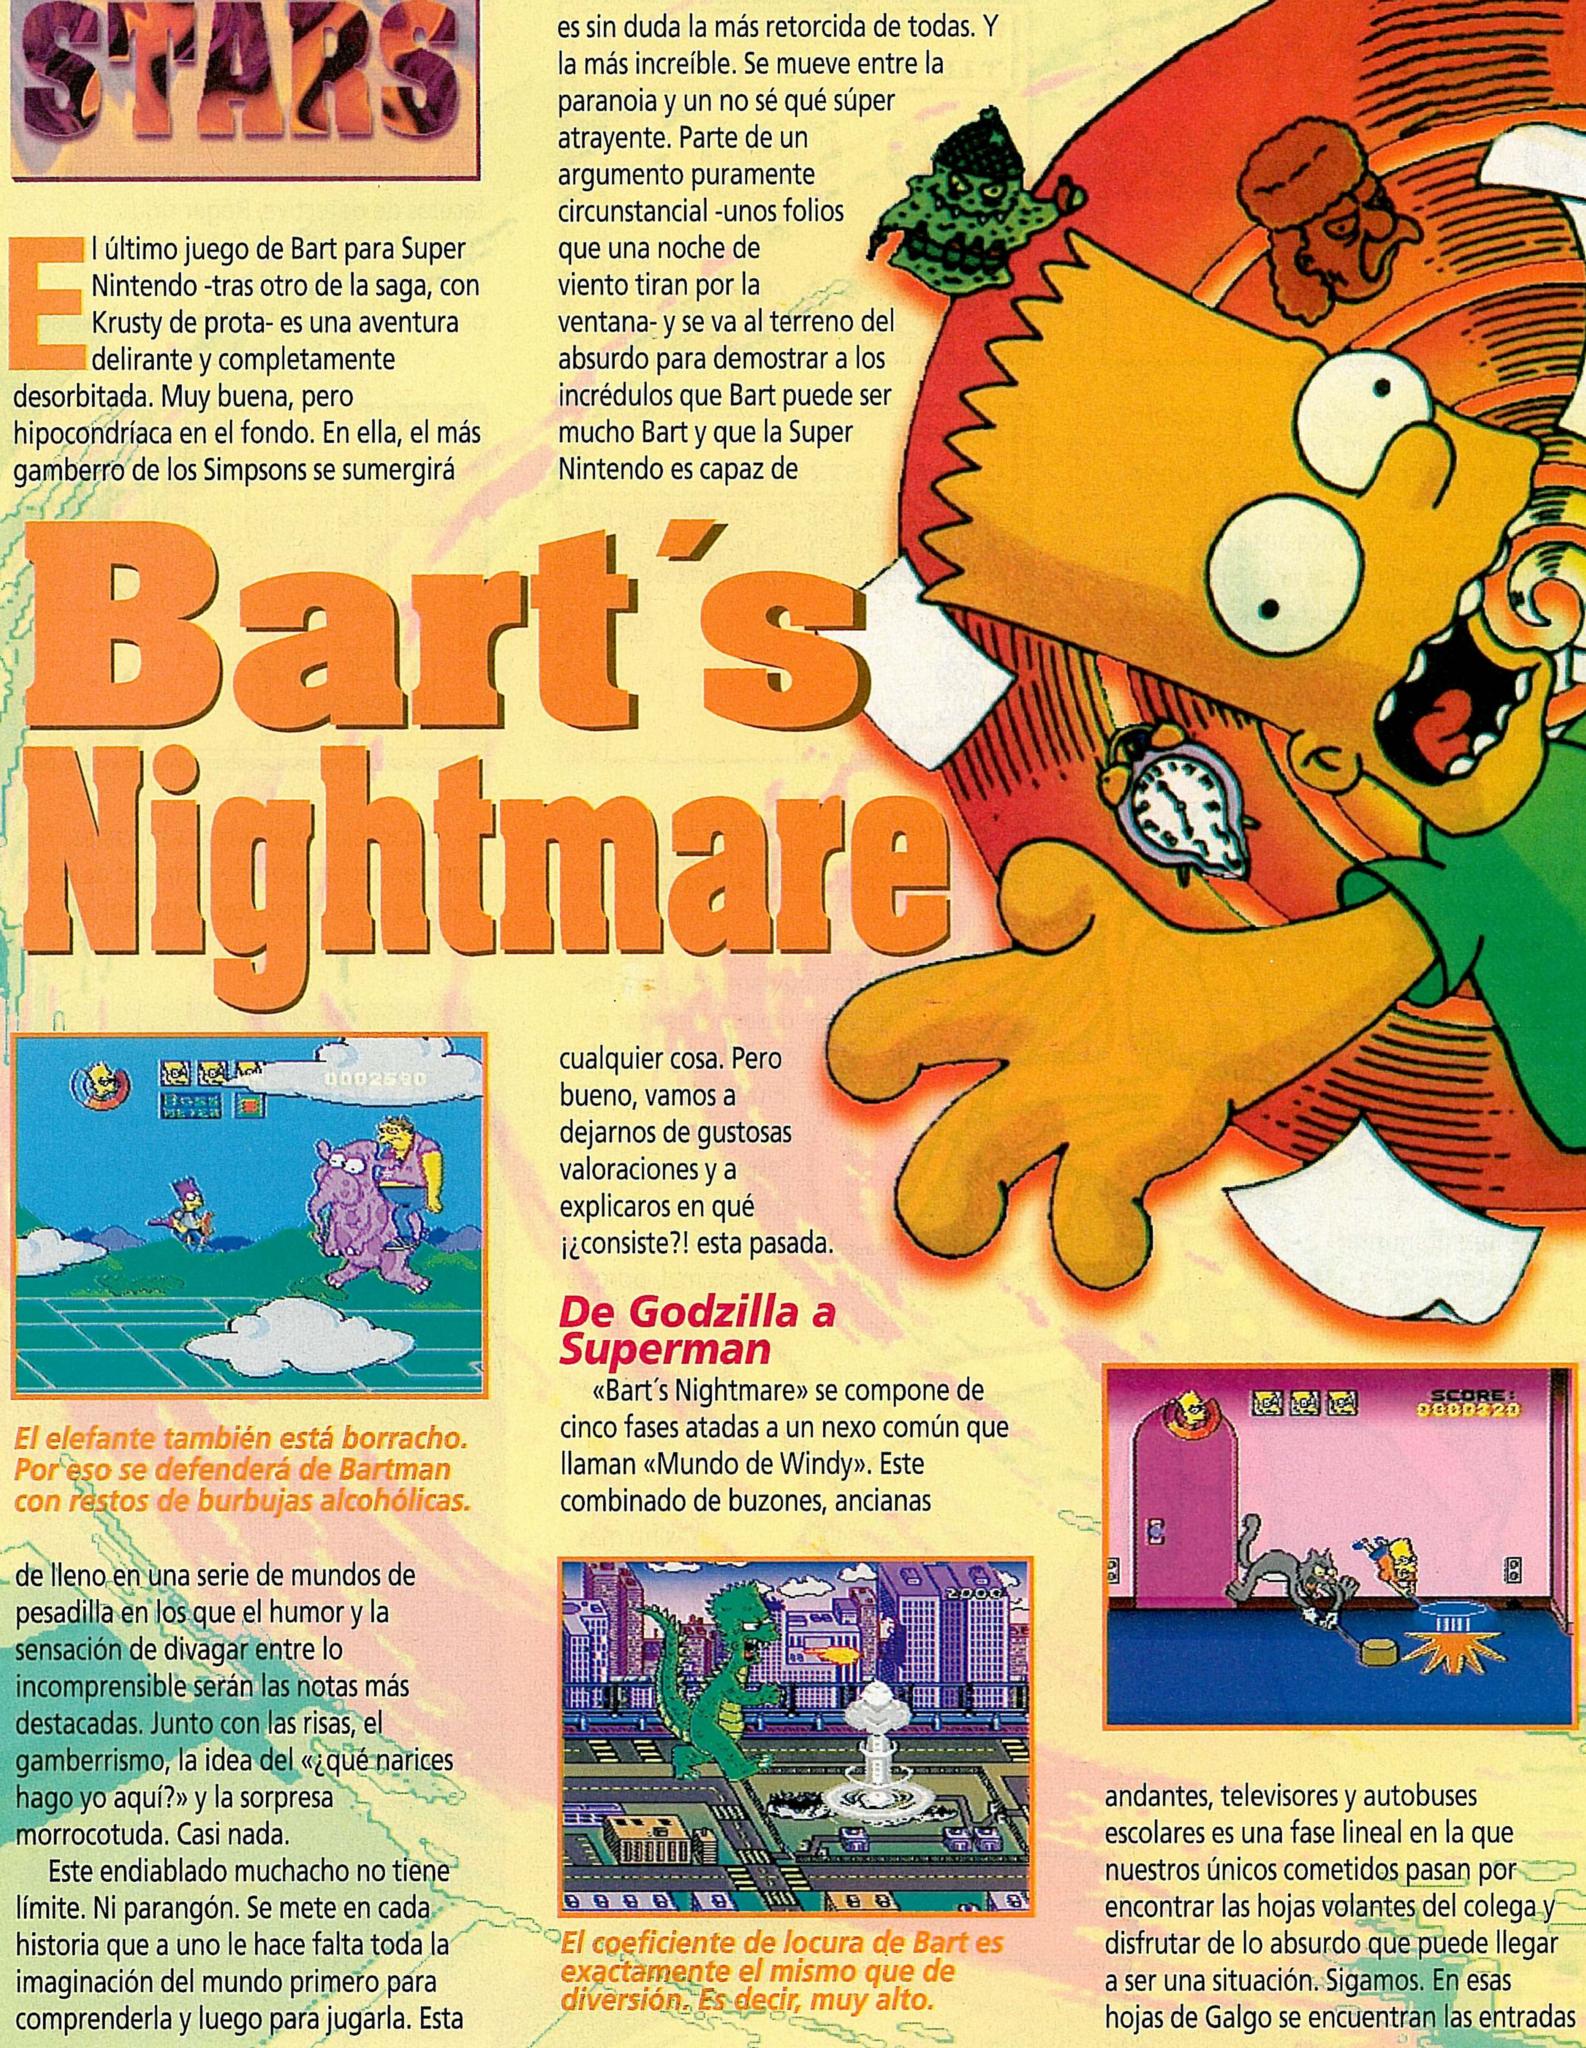 STARS
El último juego de Bart para Super
Nintendo -tras otro de la saga, con
Krusty de prota- es una aventura
delirante y completamente
desorbitada. Muy buena, pero
hipocondríaca en el fondo. En ella, el más
gamberro de los Simpsons se sumergirá
Bart´s
Nightmare
0002590
BOSS
METER
El elefante también está borracho.
Por eso se defenderá de Bartman
con restos de burbujas alcohólicas.
de lleno en una serie de mundos de
pesadilla en los que el humor y la
sensación de divagar entre lo
incomprensible serán las notas más
destacadas. Junto con las risas, el
gamberrismo, la idea del «¿qué narices
hago yo aquí?» y la sorpresa
morrocotuda. Casi nada.
Este endiablado muchacho no tiene
límite. Ni parangón. Se mete en cada
historia que a uno le hace falta toda la
imaginación del mundo primero para
comprenderla y luego para jugarla. Esta
es sin duda la más retorcida de todas. Y
la más increíble. Se mueve entre la
paranoia y un no sé qué súper
atrayente. Parte de un
argumento puramente
circunstancial -unos folios
que una noche de
viento tiran por la
ventana- y se va al terreno del
absurdo para demostrar a los
incrédulos que Bart puede ser
mucho Bart y que la Super
Nintendo es capaz de
cualquier cosa. Pero
bueno, vamos a
dejarnos de gustosas
valoraciones y a
explicaros en qué
¡¿consiste?! esta pasada.
De Godzilla a
Superman
«Bart´s Nightmare» se compone de
cinco fases atadas a un nexo común que
llaman «Mundo de Windy». Este
combinado de buzones, ancianas
2000
El coeficiente de locura de Bart es
exactamente el mismo que de
diversión. Es decir, muy alto.
SCORE:
0000320
andantes, televisores y autobuses
escolares es una fase lineal en la que
nuestros únicos cometidos pasan por
encontrar las hojas volantes del colega y
disfrutar de lo absurdo que puede llegar
a ser una situación. Sigamos. En esas
hojas de Galgo se encuentran las entradas